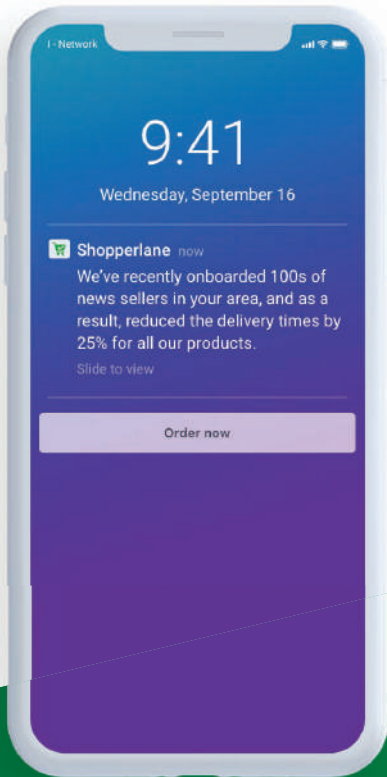 I - Network
9:41
Wednesday, September 16
Shopperlane now
We've recently onboarded 100s of
news sellers in your area, and as a
result, reduced the delivery times by
25% for all our products.
Slide to view
Order now